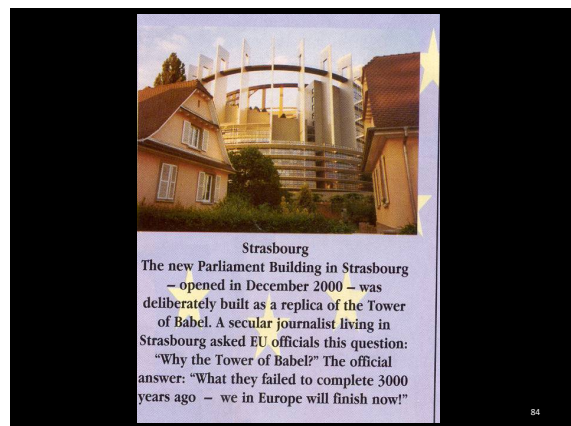 Strasbourg
The new Parliament Building in Strasbourg
– opened in December 2000 – was
deliberately built as a replica of the Tower
of Babel. A secular journalist living in
Strasbourg asked EU officials this question:
“Why the Tower of Babel?” The official
answer: “What they failed to complete 3000
years ago – we in Europe will finish now!”
84